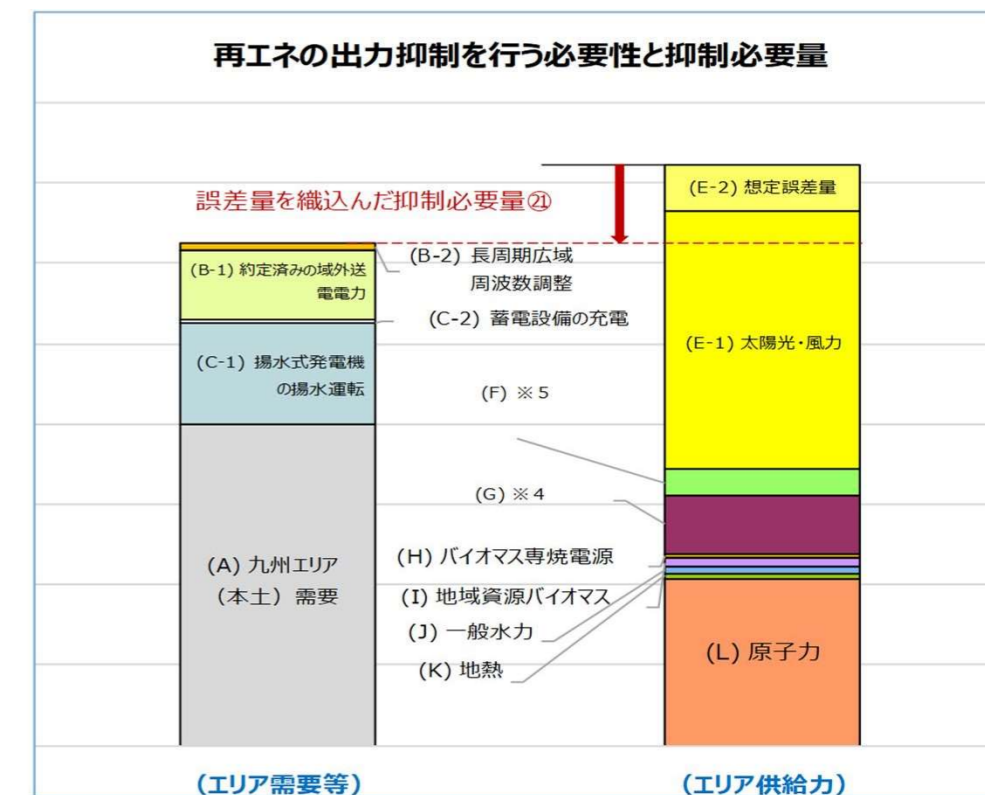 再エネの出力抑制を行う必要性と抑制必要量
誤差量を織込んだ抑制必要量㉑
(B-1) 約定済みの域外送
電電力
(C-1) 揚水式発電機
の揚水運転
(A) 九州エリア
（本土）需要
(B-2) 長周期広域
周波数調整
(C-2) 蓄電設備の充電
(F) ※５
(G) ※４
(H) バイオマス専焼電源
(I) 地域資源バイオマス
(J) 一般水力
(K) 地熱
(E-2) 想定誤差量
(E-1) 太陽光・風力
(L) 原子力
(エリア需要等)
(エリア供給力)